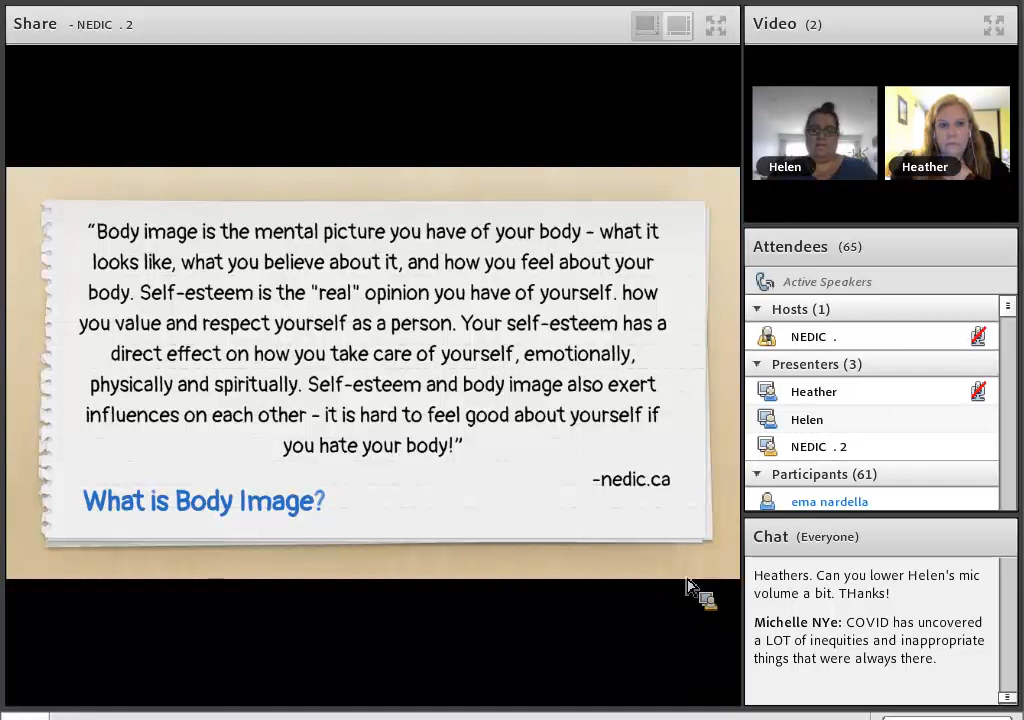 Share - NEDIC . 2
"Body image is the mental picture you have of your body - what it
looks like, what you believe about it, and how you feel about your
body. Self-esteem is the "real" opinion you have of yourself. how
you value and respect yourself as a person. Your self-esteem has a
direct effect on how you take care of yourself, emotionally,
physically and spiritually. Self-esteem and body image also exert
influences on each other - it is hard to feel good about yourself if
you hate your body!"
-nedic.ca
What is Body Image?
Video (2)
Helen
Heather
Attendees (65)
Active Speakers
Hosts (1)
NEDIC .
Presenters (3)
Heather
Helen
NEDIC . 2
Participants (61)
ema nardella
Chat (Everyone)
Heathers. Can you lower Helen's mic
volume a bit. THanks!
Michelle NYe: COVID has uncovered
a LOT of inequities and inappropriate
things that were always there.